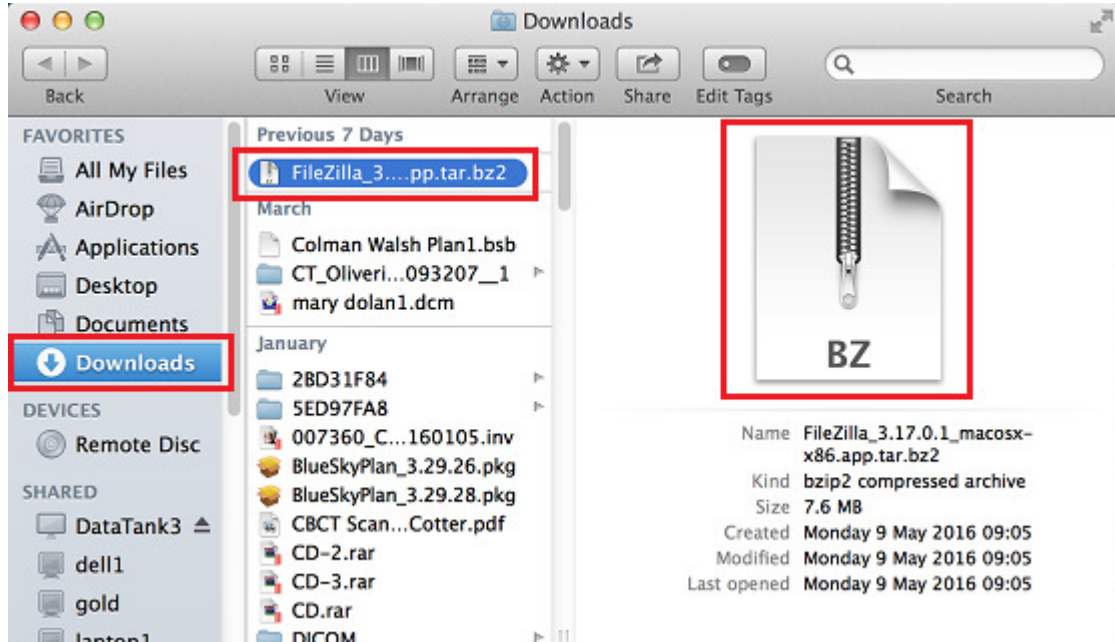 Downloads
Back
View
Arrange
Action
Share
Edit Tags
Search
FAVORITES
All My Files
AirDrop
Applications
Desktop
Documents
Downloads
DEVICES
Remote Disc
SHARED
DataTank3
dell1
gold
laptop1
Previous 7 Days
FileZilla_3....pp.tar.bz2
March
Colman Walsh Plan1.bsb
CT_Oliveri...093207__1
mary dolan1.dcm
January
2BD31F84
5ED97FA8
007360_C...160105.inv
BlueSkyPlan_3.29.26.pkg
BlueSkyPlan_3.29.28.pkg
CBCT Scan...Cotter.pdf
CD-2.rar
CD-3.rar
CD.rar
DICOM
BZ
Name FileZilla_3.17.0.1_macosx-
x86.app.tar.bz2
Kind bzip2 compressed archive
Size 7.6 MB
Created Monday 9 May 2016 09:05
Modified Monday 9 May 2016 09:05
Last opened Monday 9 May 2016 09:05